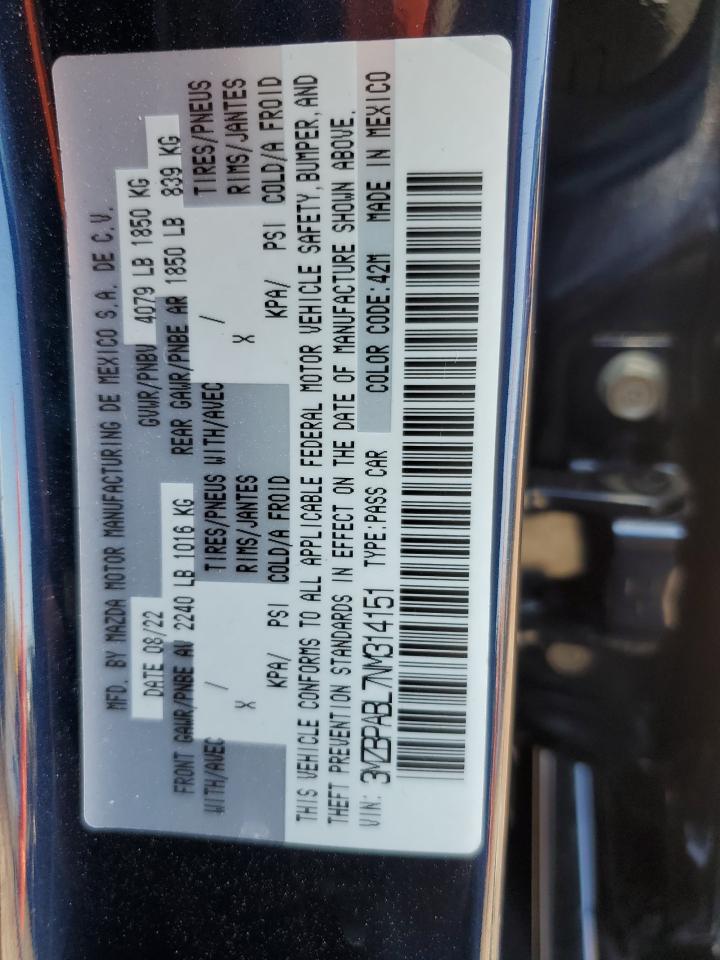 MFD. BY MAZDA MOTOR MANUFACTURING DE MEXICO S.A. DE C.V.
DATE 08/22 GVWR/PNBV 4079 LB 1850 KG
FRONT GAWR/PNBE AV 2240 LB 1016 KG REAR GAWR/PNBE AR 1850 LB 839 KG
WITH/AVEC / TIRES/PNEUS WITH/AVEC / TIRES/PNEUS
X RIMS/JANTES X RIMS/JANTES
KPA/ PSI COLD/A FROID KPA/ PSI COLD/A FROID
THIS VEHICLE CONFORMS TO ALL APPLICABLE FEDERAL MOTOR VEHICLE SAFETY, BUMPER, AND
THEFT PREVENTION STANDARDS IN EFFECT ON THE DATE OF MANUFACTURE SHOWN ABOVE.
VIN: 3MZBPABL7NM314151 TYPE:PASS CAR COLOR CODE:42M MADE IN MEXICO